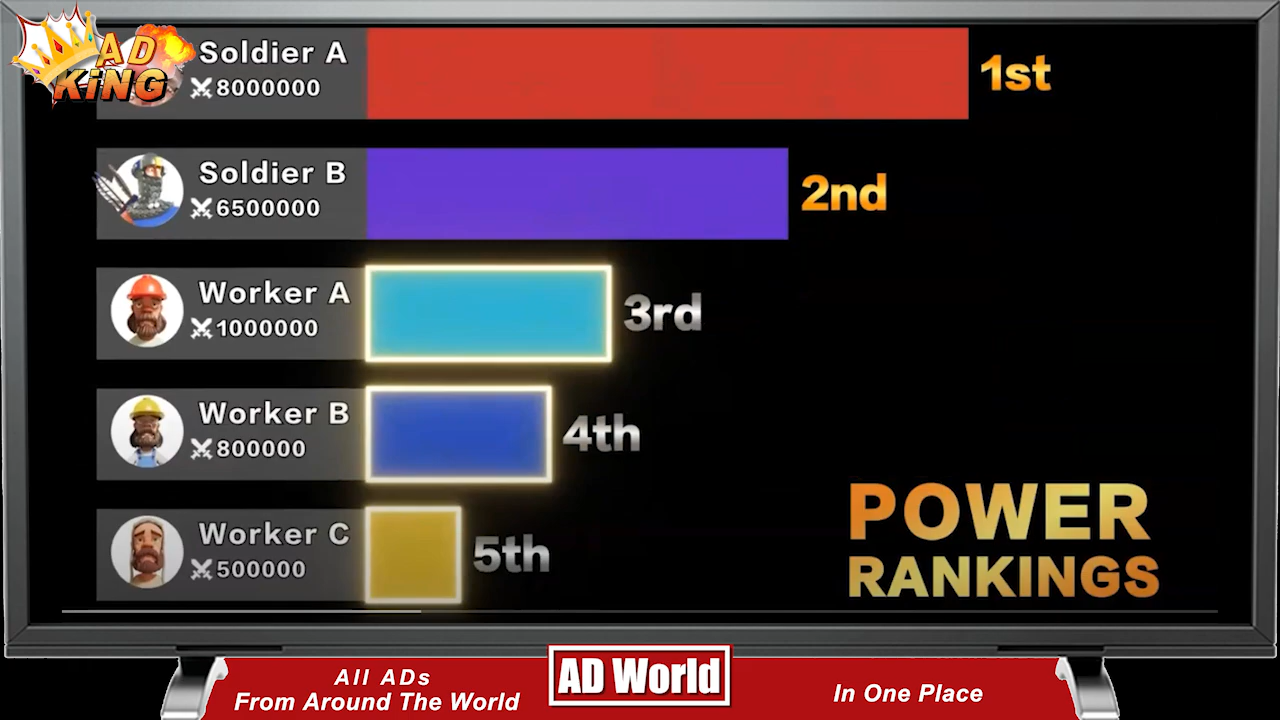 AD
KiNG
Soldier A
8000000
1st
Soldier B
6500000
2nd
Worker A
1000000
3rd
Worker B
800000
4th
Worker C
500000
5th
POWER
RANKINGS
All ADs
From Around The World
AD World
In One Place